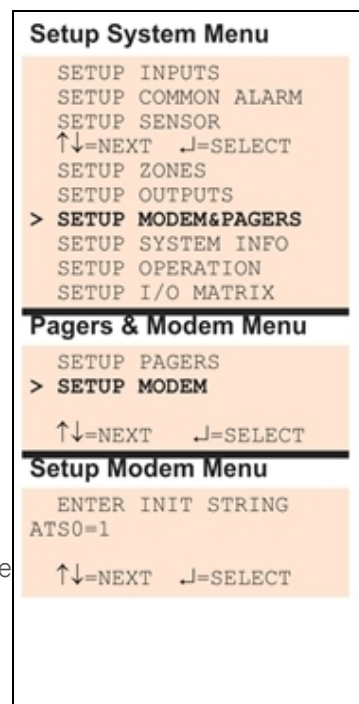 Setup System Menu
SETUP INPUTS
SETUP COMMON ALARM
SETUP SENSOR
↑↓=NEXT ↵=SELECT
SETUP ZONES
SETUP OUTPUTS
> SETUP MODEM&PAGERS
SETUP SYSTEM INFO
SETUP OPERATION
SETUP I/O MATRIX
Pagers & Modem Menu
SETUP PAGERS
> SETUP MODEM
↑↓=NEXT ↵=SELECT
Setup Modem Menu
ENTER INIT STRING
ATS0=1
↑↓=NEXT ↵=SELECT